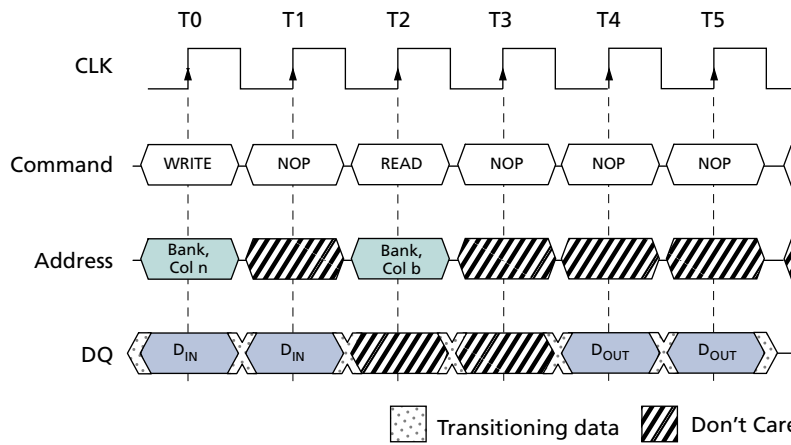 T0 T1 T2 T3 T4 T5
CLK
Command WRITE NOP READ NOP NOP NOP
Address Bank, Col n Bank, Col b
DQ DIN DIN DOUT DOUT
Transitioning data Don't Care